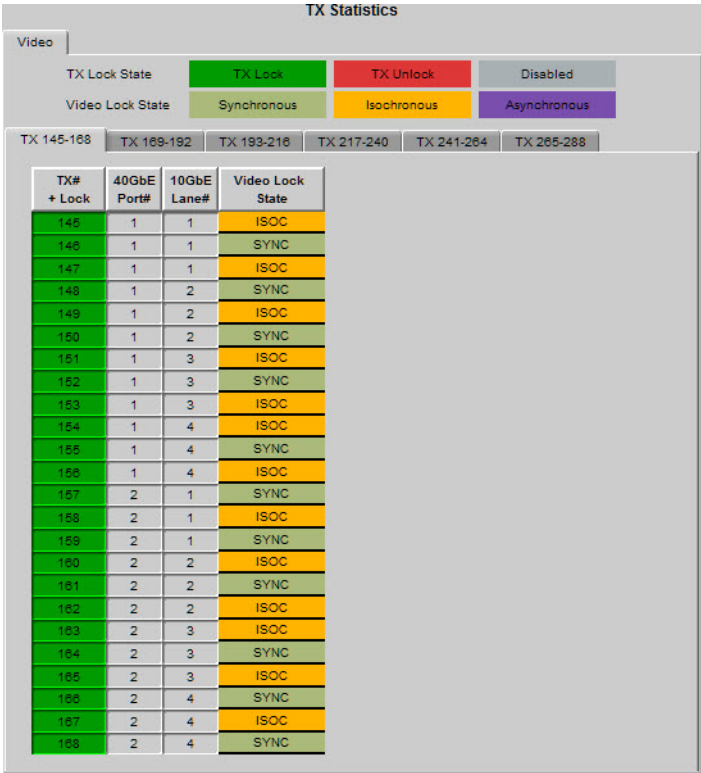 TX Statistics
Video
TX Lock State TX Lock TX Unlock Disabled
Video Lock State Synchronous Isochronous Asynchronous
TX 145-168 TX 169-192 TX 193-216 TX 217-240 TX 241-264 TX 265-288
TX# 40GbE 10GbE Video Lock
+ Lock Port# Lane# State
145 1 1 ISOC
146 1 1 SYNC
147 1 1 ISOC
148 1 2 SYNC
149 1 2 ISOC
150 1 2 SYNC
151 1 3 ISOC
152 1 3 SYNC
153 1 3 ISOC
154 1 4 ISOC
155 1 4 SYNC
156 1 4 ISOC
157 2 1 SYNC
158 2 1 ISOC
159 2 1 SYNC
160 2 2 ISOC
161 2 2 SYNC
162 2 2 ISOC
163 2 3 ISOC
164 2 3 SYNC
165 2 3 ISOC
166 2 4 SYNC
167 2 4 ISOC
168 2 4 SYNC